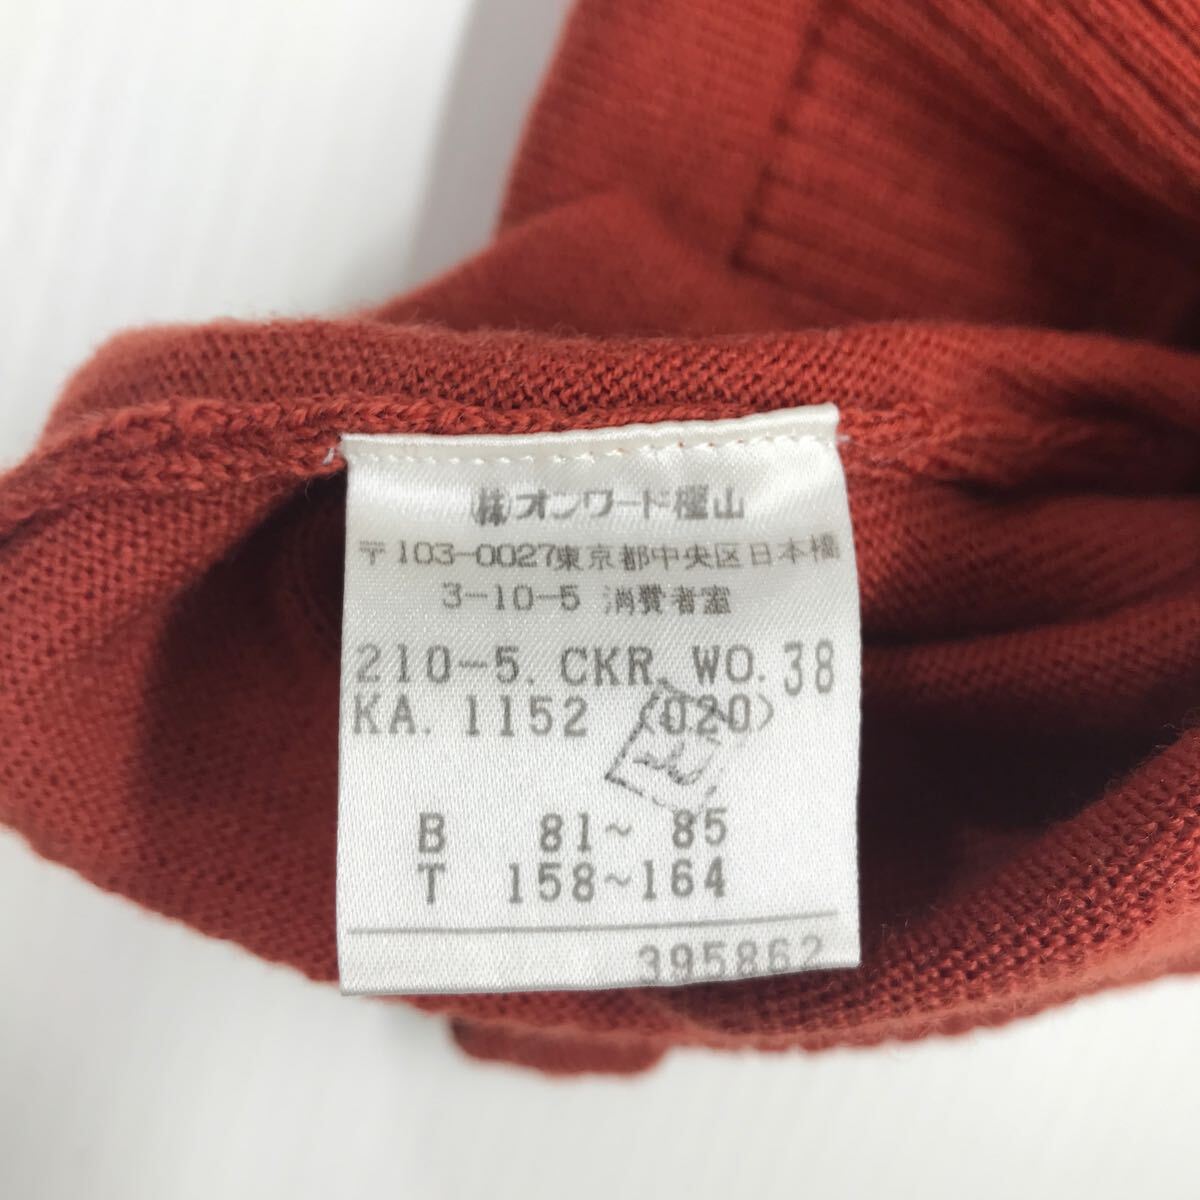 (株)オンワード樫山
〒103-0027東京都中央区日本橋
3-10-5 消費者室
210-5. CKR. WO. 38
KA. 1152 〈020〉
B 81~ 85
T 158~164
395862